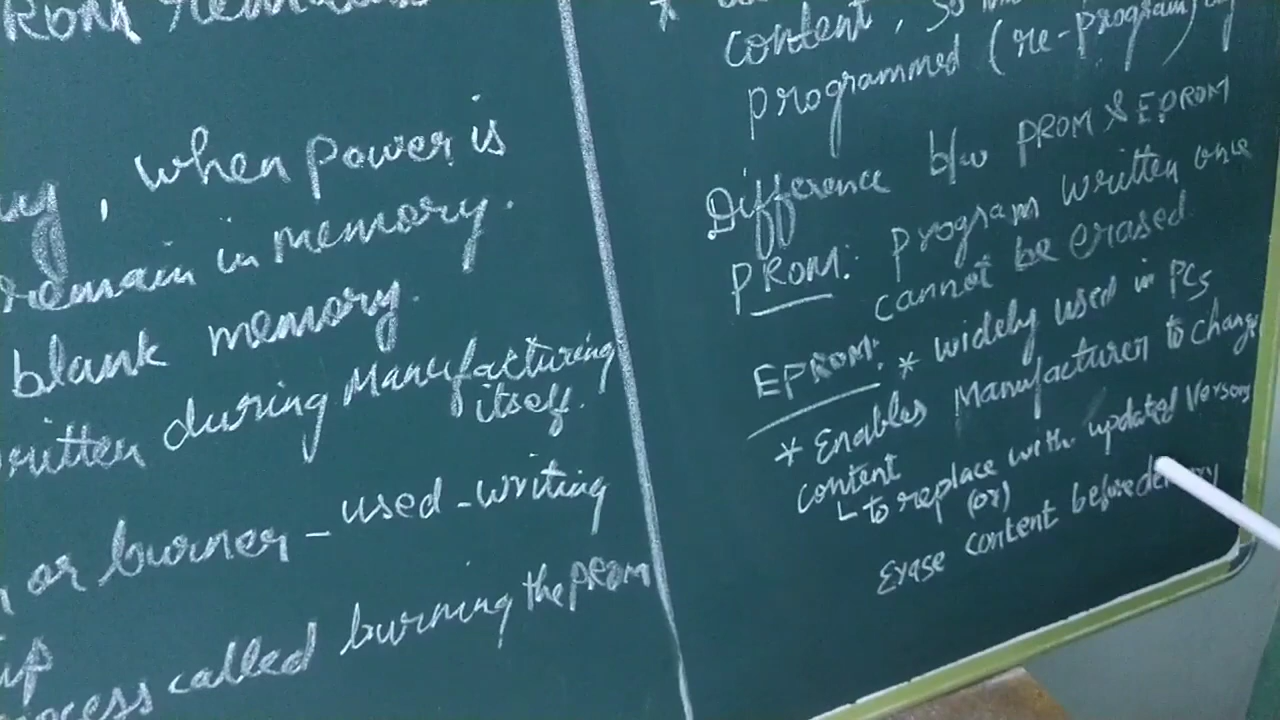 , when power is
remain in memory.
blank memory.
written during Manufacturing
itself.
or burner - used - writing
process called burning the PROM
*
content, so
programmed (re-program)
Difference b/w PROM & EPROM
PROM: program written once
cannot be erased
EPROM: * widely used in PCs
* Enables Manufacturer to change
content
to replace with updated Versons
(or)
Erase content before